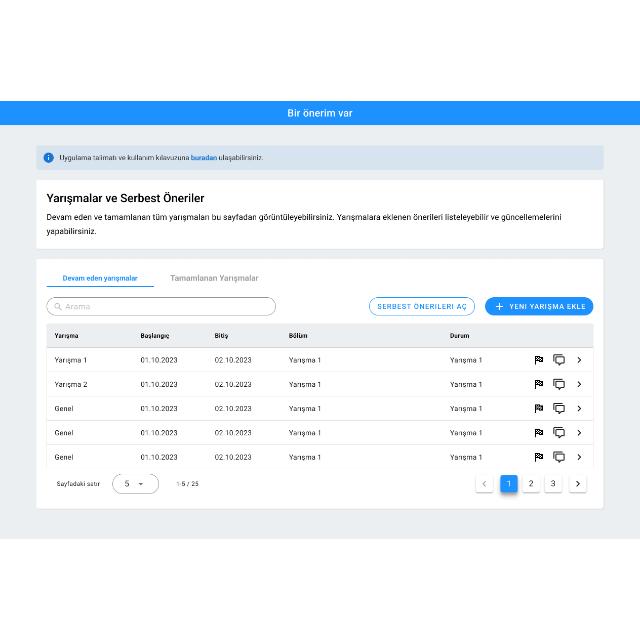 Bir önerim var
Uygulama talimatı ve kullanım kılavuzuna buradan ulaşabilirsiniz.
Yarışmalar ve Serbest Öneriler
Devam eden ve tamamlanan tüm yarışmaları bu sayfadan görüntüleyebilirsiniz. Yarışmalara eklenen önerileri listeleyebilir ve güncellemelerini
yapabilirsiniz.
Devam eden yarışmalar Tamamlanan Yarışmalar
Arama SERBEST ÖNERİLERİ AÇ YENİ YARIŞMA EKLE
Yarışma Başlangıç Bitiş Bölüm Durum
Yarışma 1 01.10.2023 02.10.2023 Yarışma 1 Yarışma 1
Yarışma 2 01.10.2023 02.10.2023 Yarışma 1 Yarışma 1
Genel 01.10.2023 02.10.2023 Yarışma 1 Yarışma 1
Genel 01.10.2023 02.10.2023 Yarışma 1 Yarışma 1
Genel 01.10.2023 02.10.2023 Yarışma 1 Yarışma 1
Sayfadaki satır 5 1-5 / 25 1 2 3